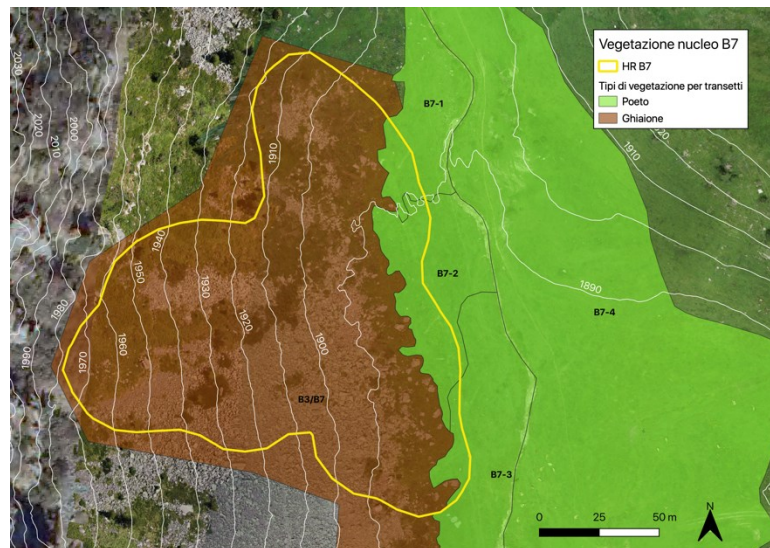 Vegetazione nucleo B7
HR B7
Tipi di vegetazione per transetti
Poeto
Ghiaione
B7-1
B7-2
B7-4
B7-3
B3/B7
2030
2020
2010
2000
1990
1980
1970
1960
1950
1940
1930
1920
1910
1900
1890
1910
0
25
50 m
N